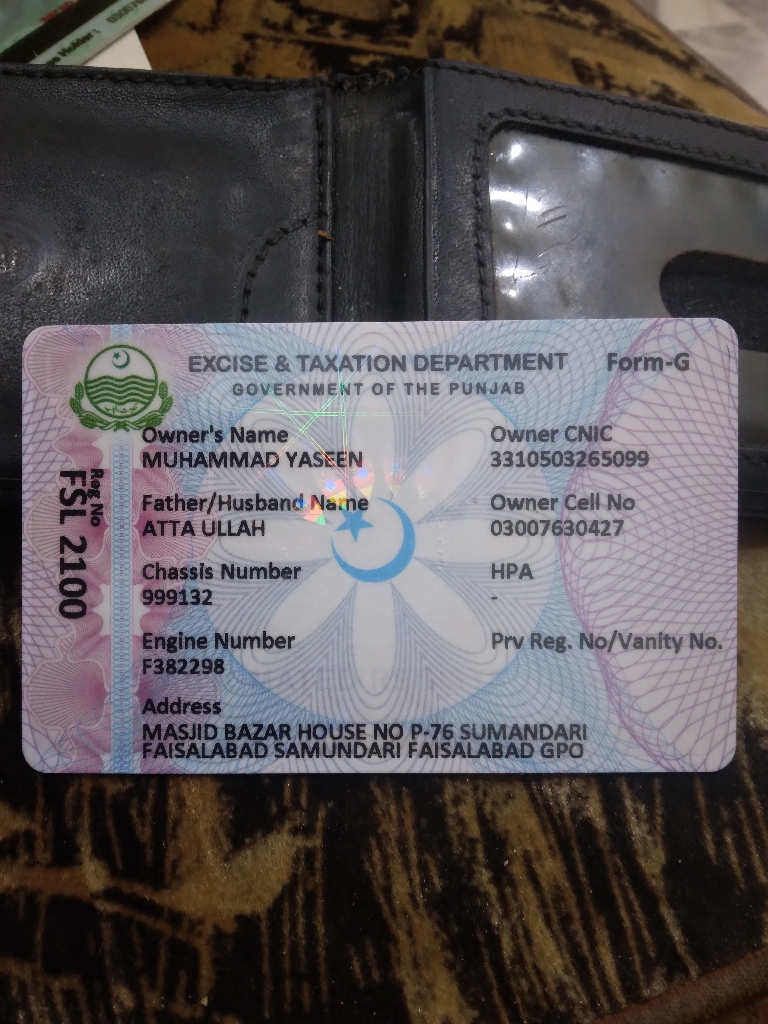 EXCISE & TAXATION DEPARTMENT Form-G
GOVERNMENT OF THE PUNJAB
Reg No
FSL 2100
Owner's Name
MUHAMMAD YASEEN
Owner CNIC
3310503265099
Father/Husband Name
ATTA ULLAH
Owner Cell No
03007630427
Chassis Number
999132
HPA
-
Engine Number
F382298
Prv Reg. No/Vanity No.
Address
MASJID BAZAR HOUSE NO P-76 SUMANDARI
FAISALABAD SAMUNDARI FAISALABAD GPO